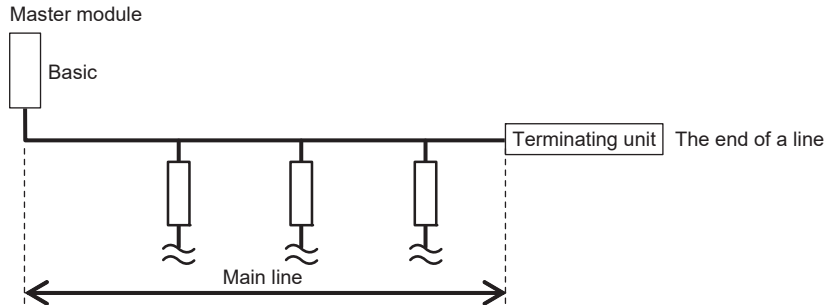 Master module
Basic
Terminating unit
The end of a line
Main line